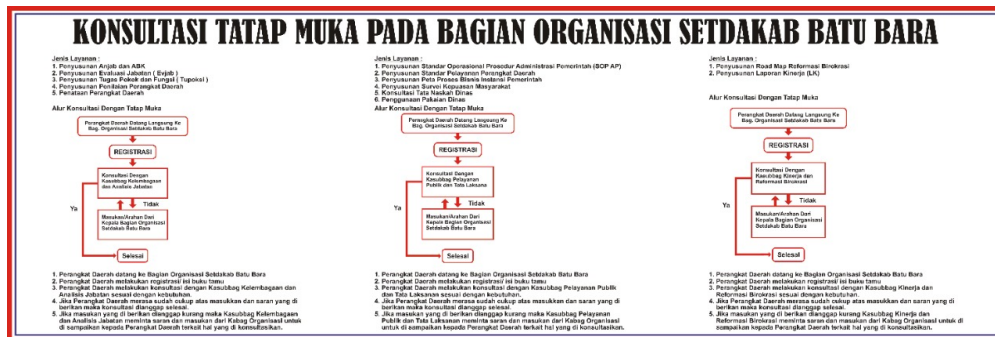 KONSULTASI TATAP MUKA PADA BAGIAN ORGANISASI SETDAKAB BATU BARA
Jenis Layanan :
1. Penyusunan Anjab dan ABK
2. Penyusunan Evaluasi Jabatan ( Evjab )
3. Penyusunan Tugas Pokok dan Fungsi ( Tupoksi )
4. Penyusunan Penilaian Perangkat Daerah
5. Penataan Perangkat Daerah
Alur Konsultasi Dengan Tatap Muka
Perangkat Daerah Datang Langsung Ke
Bag. Organisasi Setdakab Batu Bara
REGISTRASI
Konsultasi Dengan
Kasubbag Kelembagaan
dan Analisis Jabatan
Ya
Tidak
Masukan/Arahan Dari
Kepala Bagian Organisasi
Setdakab Batu Bara
Selesai
1. Perangkat Daerah datang ke Bagian Organisasi Setdakab Batu Bara
2. Perangkat Daerah melakukan registrasi/ isi buku tamu
3. Perangkat Daerah melakukan konsultasi dengan Kasubbag Kelembagaan dan
Analisis Jabatan sesuai dengan kebutuhan.
4. Jika Perangkat Daerah merasa sudah cukup atas masukkan dan saran yang di
berikan maka konsultasi dianggap selesai.
5. Jika masukan yang di berikan dianggap kurang maka Kasubbag Kelembagaan
dan Analisis Jabatan meminta saran dan masukan dari Kabag Organisasi untuk
di sampaikan kepada Perangkat Daerah terkait hal yang di konsultasikan.
Jenis Layanan :
1. Penyusunan Standar Operasional Prosedur Administrasi Pemerintah (SOP AP)
2. Penyusunan Standar Pelayanan Perangkat Daerah
3. Penyusunan Peta Proses Bisnis Instansi Pemerintah
4. Penyusunan Survei Kepuasan Masyarakat
5. Konsultasi Tata Naskah Dinas
6. Penggunaan Pakaian Dinas
Alur Konsultasi Dengan Tatap Muka
Perangkat Daerah Datang Langsung Ke
Bag. Organisasi Setdakab Batu Bara
REGISTRASI
Konsultasi Dengan
Kasubbag Pelayanan
Publik dan Tata Laksana
Ya
Tidak
Masukan/Arahan Dari
Kepala Bagian Organisasi
Setdakab Batu Bara
Selesai
1. Perangkat Daerah datang ke Bagian Organisasi Setdakab Batu Bara
2. Perangkat Daerah melakukan registrasi/ isi buku tamu
3. Perangkat Daerah melakukan konsultasi dengan Kasubbag Pelayanan Publik
dan Tata Laksanan sesuai dengan kebutuhan.
4. Jika Perangkat Daerah merasa sudah cukup atas masukkan dan saran yang di
berikan maka konsultasi dianggap selesai.
5. Jika masukan yang di berikan dianggap kurang maka Kasubbag Pelayanan
Publik dan Tata Laksanan meminta saran dan masukan dari Kabag Organisasi
untuk di sampaikan kepada Perangkat Daerah terkait hal yang di konsultasikan.
Jenis Layanan :
1. Penyusunan Road Map Reformasi Birokrasi
2. Penyusunan Laporan Kinerja (LK)
Alur Konsultasi Dengan Tatap Muka
Perangkat Daerah Datang Langsung Ke
Bag. Organisasi Setdakab Batu Bara
REGISTRASI
Konsultasi Dengan
Kasubbag Kinerja dan
Reformasi Birokrasi
Ya
Tidak
Masukan/Arahan Dari
Kepala Bagian Organisasi
Setdakab Batu Bara
Selesai
1. Perangkat Daerah datang ke Bagian Organisasi Setdakab Batu Bara
2. Perangkat Daerah melakukan registrasi/ isi buku tamu
3. Perangkat Daerah melakukan konsultasi dengan Kasubbag Kinerja dan
Reformasi Birokrasi sesuai dengan kebutuhan.
4. Jika Perangkat Daerah merasa sudah cukup atas masukkan dan saran yang di
berikan maka konsultasi dianggap selesai.
5. Jika masukan yang di berikan dianggap kurang Kasubbag Kinerja dan
Reformasi Birokrasi meminta saran dan masukan dari Kabag Organisasi untuk di
sampaikan kepada Perangkat Daerah terkait hal yang di konsultasikan.